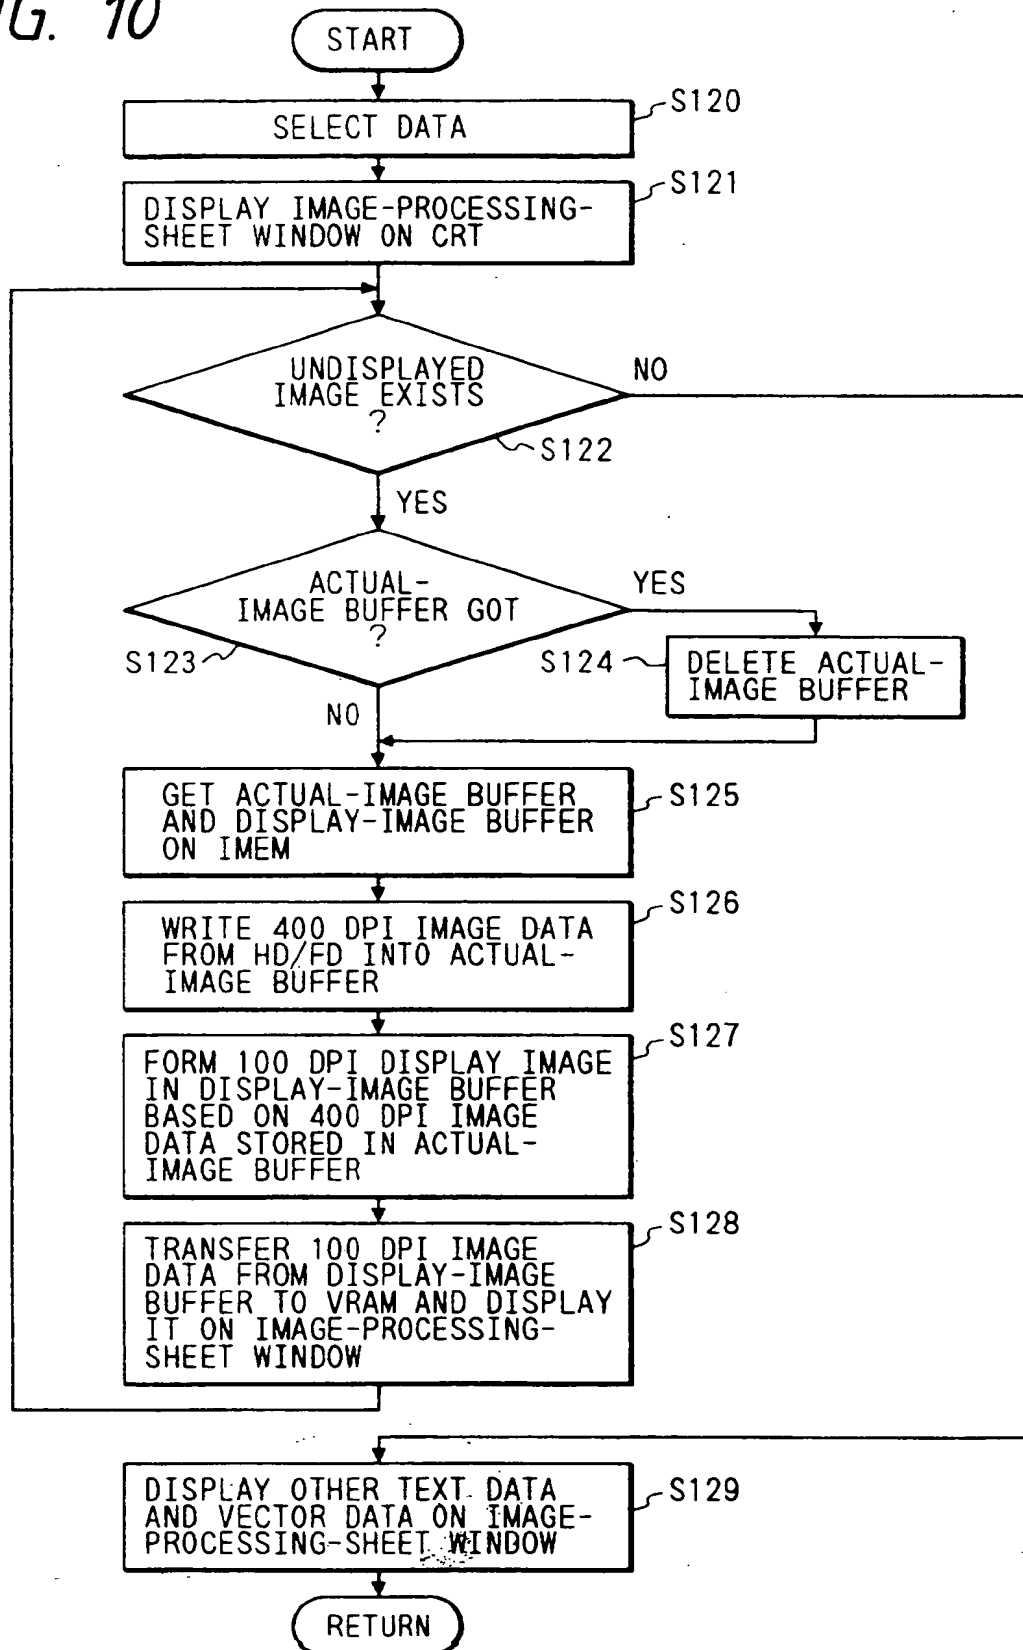 G. 10
START
SELECT DATA
S120
DISPLAY IMAGE-PROCESSING-
SHEET WINDOW ON CRT
S121
UNDISPLAYED
IMAGE EXISTS
?
NO
S122
YES
ACTUAL-
IMAGE BUFFER GOT
?
YES
S123
S124
DELETE ACTUAL-
IMAGE BUFFER
NO
GET ACTUAL-IMAGE BUFFER
AND DISPLAY-IMAGE BUFFER
ON IMEM
S125
WRITE 400 DPI IMAGE DATA
FROM HD/FD INTO ACTUAL-
IMAGE BUFFER
S126
FORM 100 DPI DISPLAY IMAGE
IN DISPLAY-IMAGE BUFFER
BASED ON 400 DPI IMAGE
DATA STORED IN ACTUAL-
IMAGE BUFFER
S127
TRANSFER 100 DPI IMAGE
DATA FROM DISPLAY-IMAGE
BUFFER TO VRAM AND DISPLAY
IT ON IMAGE-PROCESSING-
SHEET WINDOW
S128
DISPLAY OTHER TEXT DATA
AND VECTOR DATA ON IMAGE-
PROCESSING-SHEET WINDOW
S129
RETURN